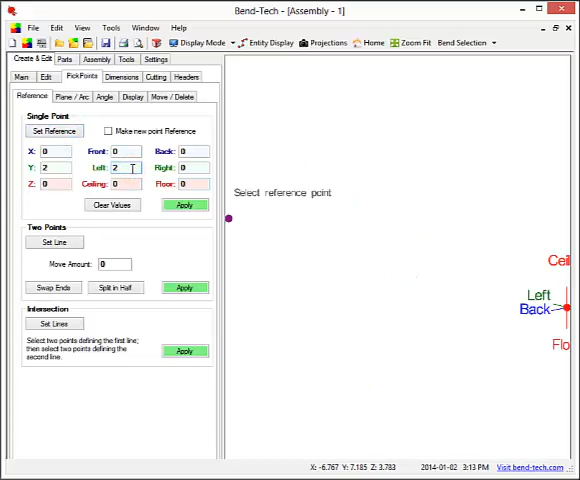 Bend-Tech - [Assembly - 1]
File Edit View Tools Window Help
Display Mode Entity Display Projections Home Zoom Fit Bend Selection
Create & Edit Parts Assembly Tools Settings
Main Edit PickPoints Dimensions Cutting Headers
Reference Plane / Arc Angle Display Move / Delete
Single Point
Set Reference Make new point Reference
X: 0 Front: 0 Back: 0
Y: 2 Left: 2 Right: 0
Z: 0 Ceiling: 0 Floor: 0
Clear Values Apply
Two Points
Set Line
Move Amount: 0
Swap Ends Split in Half Apply
Intersection
Set Lines
Select two points defining the first line;
then select two points defining the
second line.
Apply
Select reference point
Ceil
Left
Back
Flo
X: -6.767 Y: 7.185 Z: 3.783 2014-01-02 3:13 PM Visit bend-tech.com